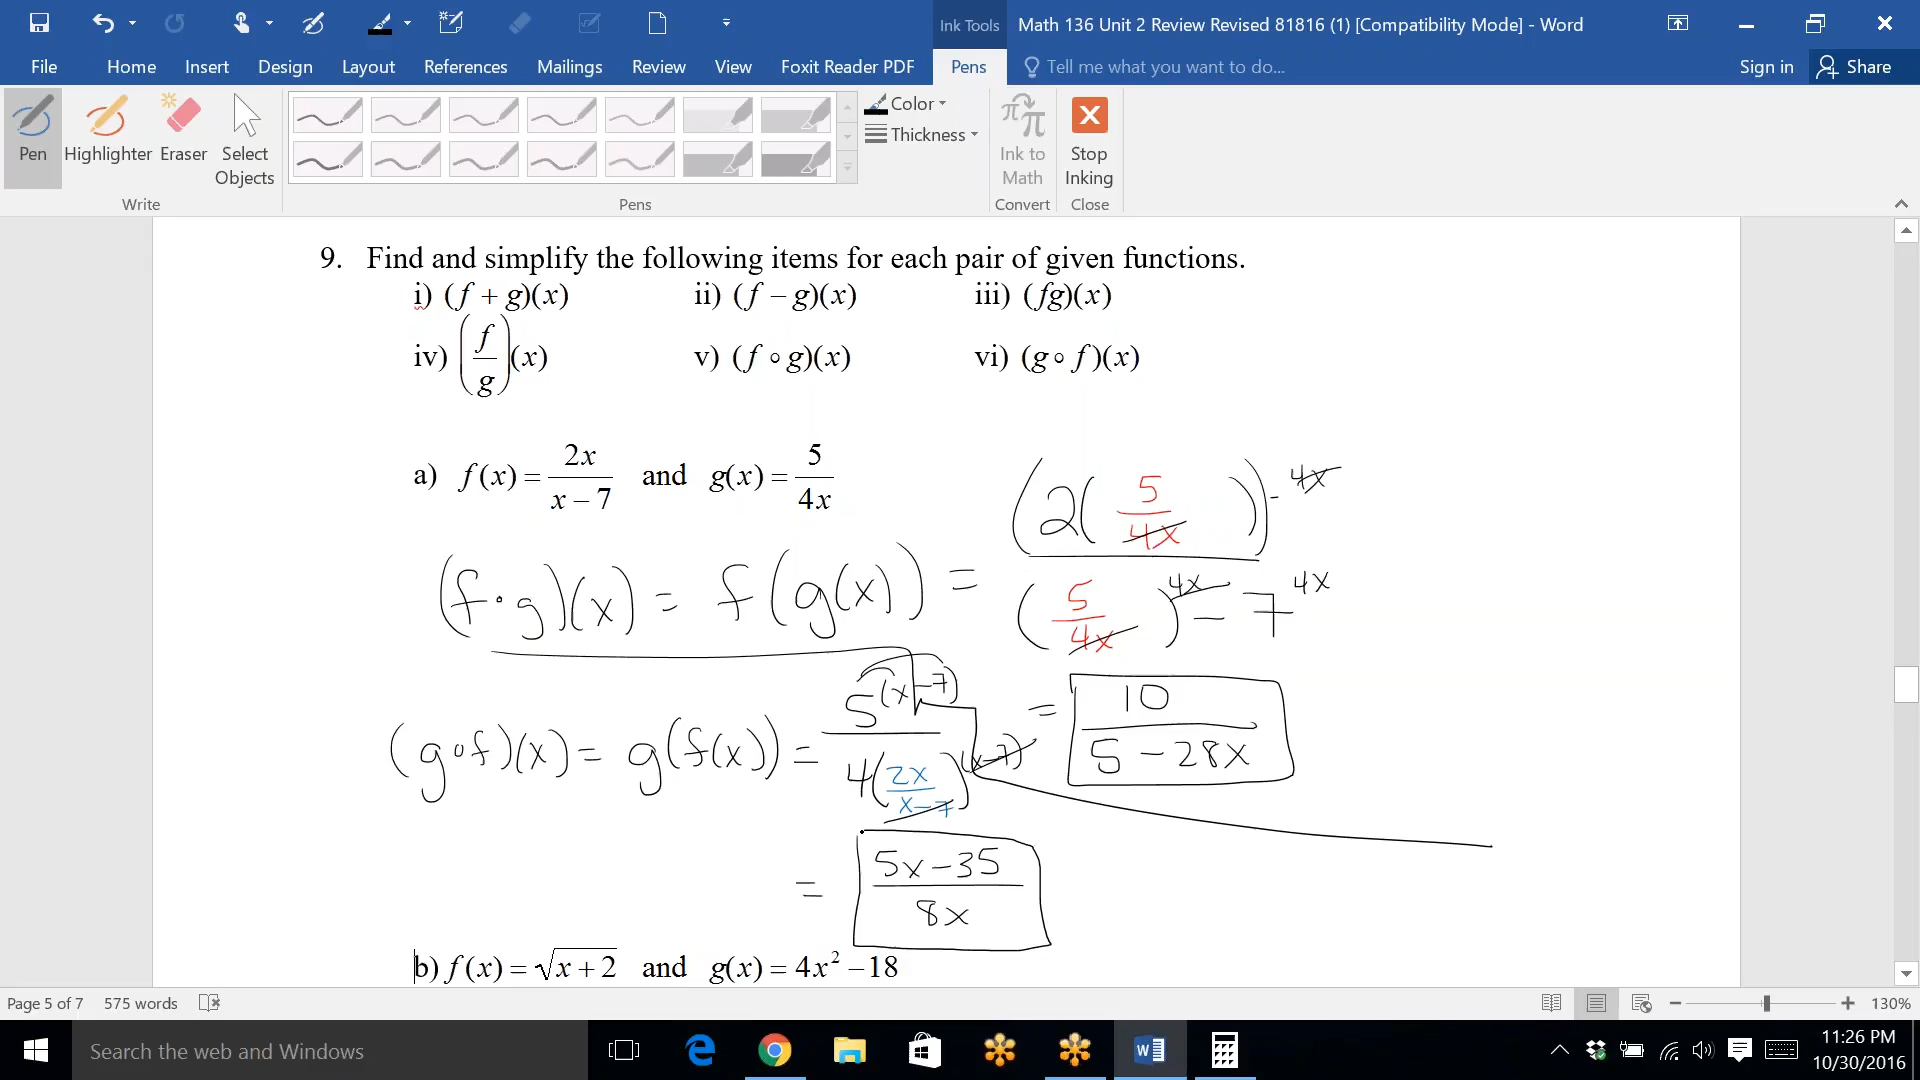 Ink Tools
Math 136 Unit 2 Review Revised 81816 (1) [Compatibility Mode] - Word
File Home Insert Design Layout References Mailings Review View Foxit Reader PDF Pens Tell me what you want to do... Sign in Share
Pen Highlighter Eraser Select Objects
Color
Thickness
Ink to Math
Stop Inking
Write Pens Convert Close
9. Find and simplify the following items for each pair of given functions.
i) (f + g)(x) ii) (f − g)(x) iii) (fg)(x)
iv) (f/g)(x) v) (f ∘ g)(x) vi) (g ∘ f)(x)
a) f(x) = 2x/(x − 7) and g(x) = 5/4x
(f∙g)(x) = f(g(x)) = (2(5/4x))∙4x / (5/4x)4x − 7 4x
= 10/(5 − 28x)
(g∘f)(x) = g(f(x)) = 5(x−7) / 4(2x/(x−7))(x−7)
= (5x−35)/8x
b) f(x) = √(x + 2) and g(x) = 4x² − 18
Page 5 of 7 575 words 130%
Search the web and Windows
11:26 PM
10/30/2016